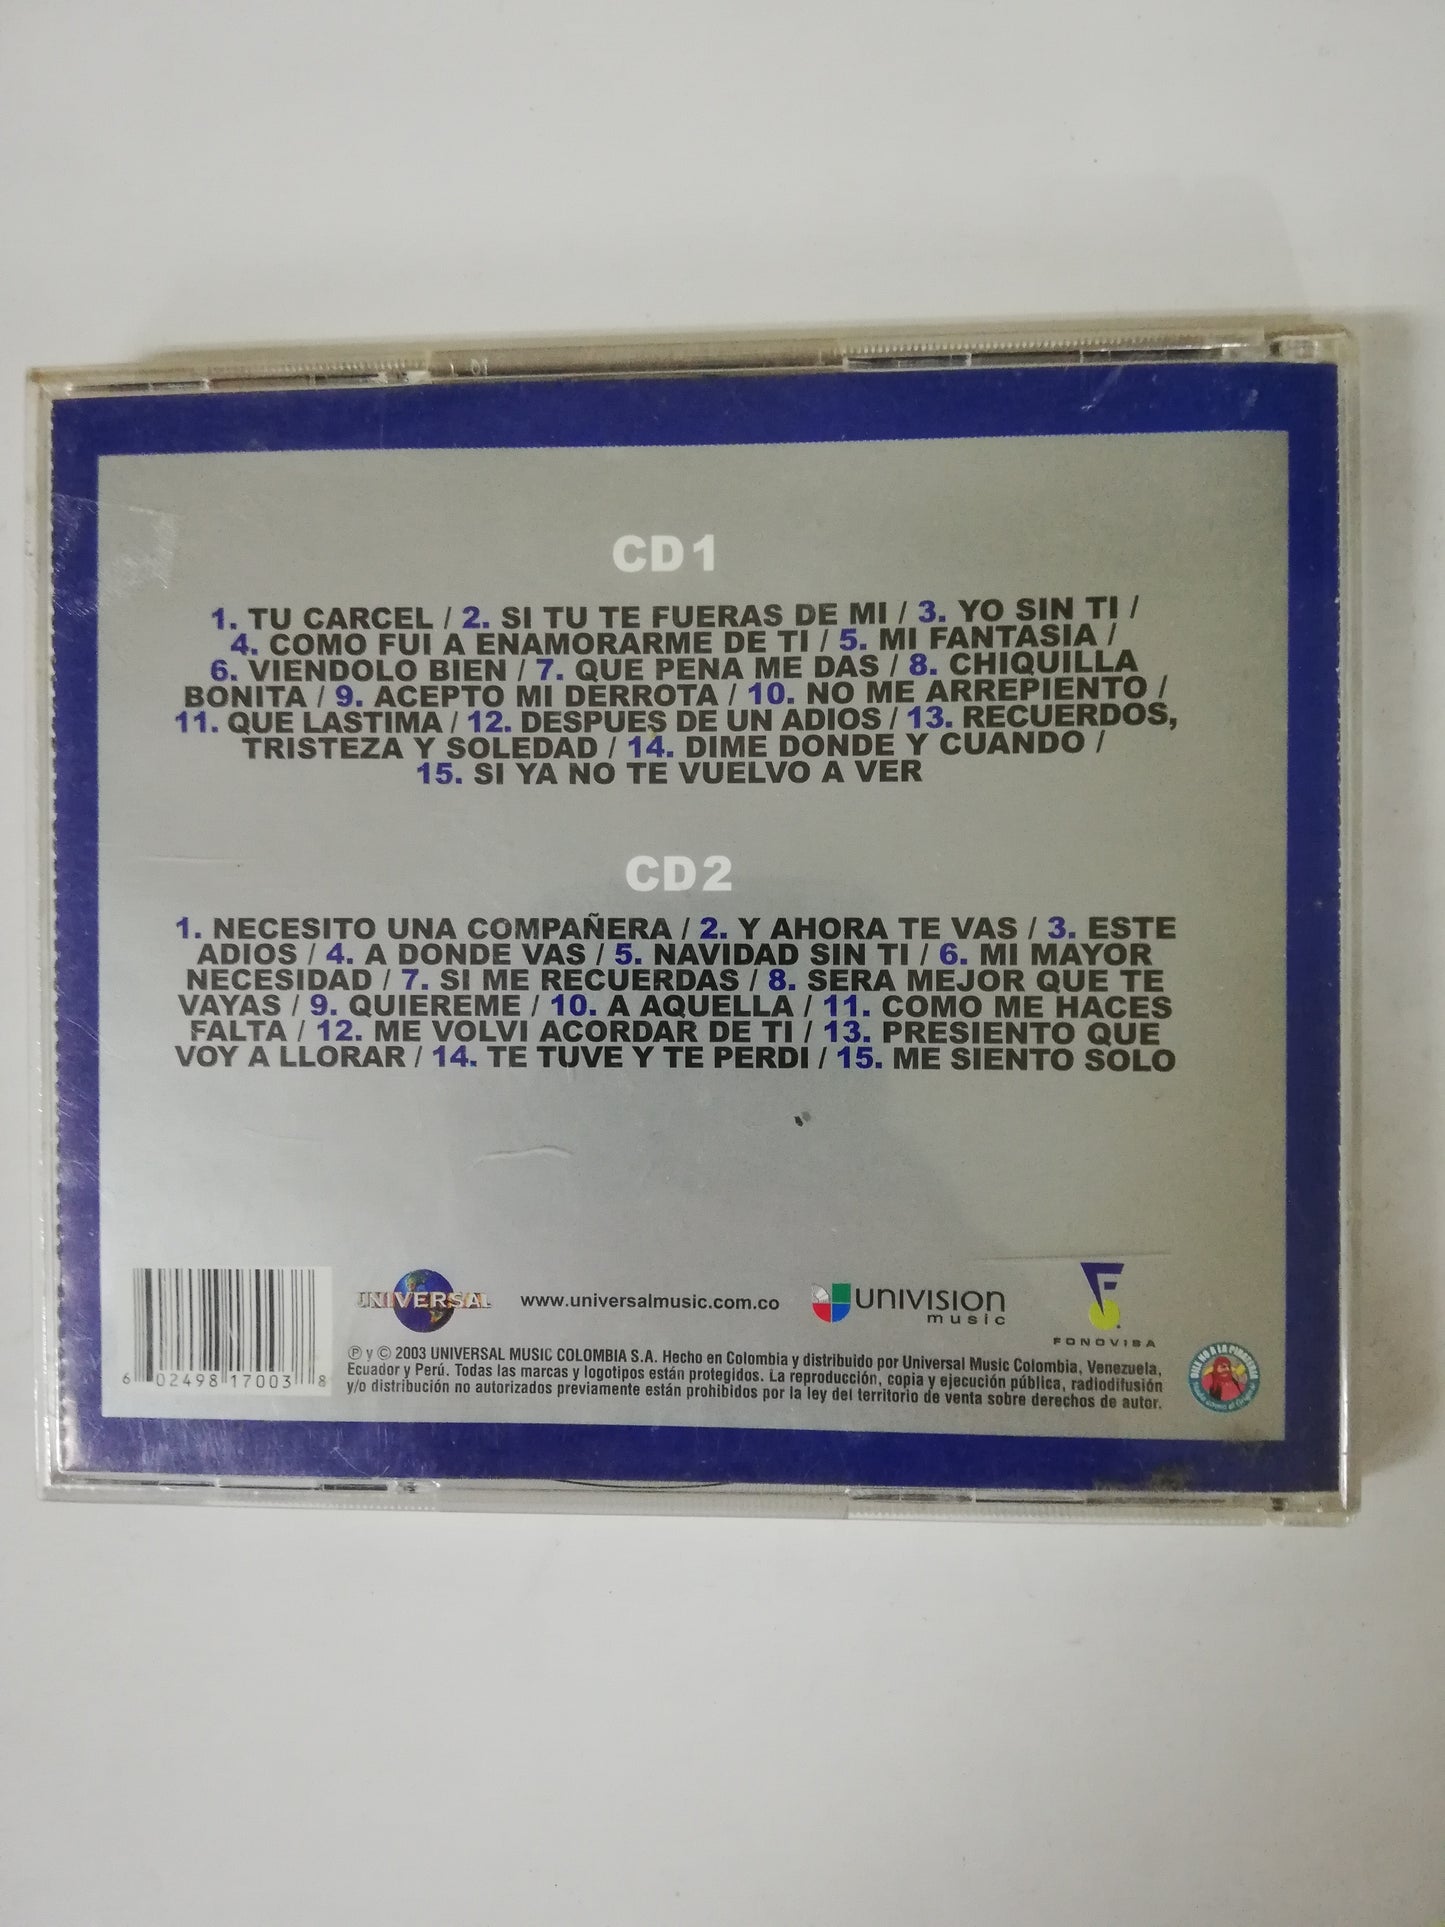 CD1
1. TU CARCEL / 2. SI TU TE FUERAS DE MI / 3. YO SIN TI /
4. COMO FUI A ENAMORARME DE TI / 5. MI FANTASIA /
6. VIENDOLO BIEN / 7. QUE PENA ME DAS / 8. CHIQUILLA
BONITA / 9. ACEPTO MI DERROTA / 10. NO ME ARREPIENTO /
11. QUE LASTIMA / 12. DESPUES DE UN ADIOS / 13. RECUERDOS,
TRISTEZA Y SOLEDAD / 14. DIME DONDE Y CUANDO /
15. SI YA NO TE VUELVO A VER
CD2
1. NECESITO UNA COMPAÑERA / 2. Y AHORA TE VAS / 3. ESTE
ADIOS / 4. A DONDE VAS / 5. NAVIDAD SIN TI / 6. MI MAYOR
NECESIDAD / 7. SI ME RECUERDAS / 8. SERA MEJOR QUE TE
VAYAS / 9. QUIEREME / 10. A AQUELLA / 11. COMO ME HACES
FALTA / 12. ME VOLVI ACORDAR DE TI / 13. PRESIENTO QUE
VOY A LLORAR / 14. TE TUVE Y TE PERDI / 15. ME SIENTO SOLO
6 02498 17003 8
UNIVERSAL
www.universalmusic.com.co
UNIVISION
music
FONOVISA
℗ y © 2003 UNIVERSAL MUSIC COLOMBIA S.A. Hecho en Colombia y distribuido por Universal Music Colombia, Venezuela,
Ecuador y Perú. Todas las marcas y logotipos están protegidos. La reproducción, copia y ejecución pública, radiodifusión
y/o distribución no autorizados previamente están prohibidos por la ley del territorio de venta sobre derechos de autor.
DILE NO A LA PIRATERIA